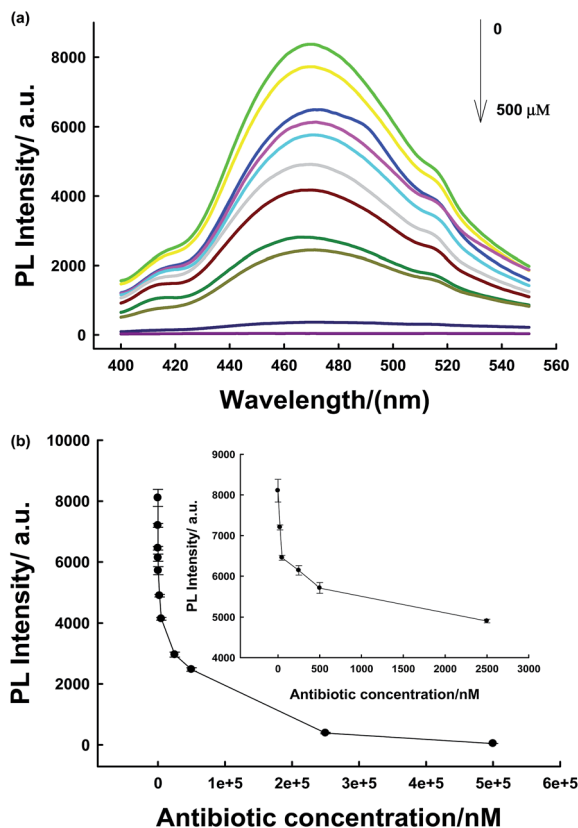 (a)
0
500 μM
8000
6000
4000
2000
0
PL Intensity/ a.u.
400 420 440 460 480 500 520 540 560
Wavelength/(nm)
(b)
10000
8000
6000
4000
2000
0
PL Intensity/ a.u.
0 1e+5 2e+5 3e+5 4e+5 5e+5 6e+5
Antibiotic concentration/nM
9000
8000
7000
6000
5000
4000
PL Intensity/ a.u.
0 500 1000 1500 2000 2500 3000
Antibiotic concentration/nM